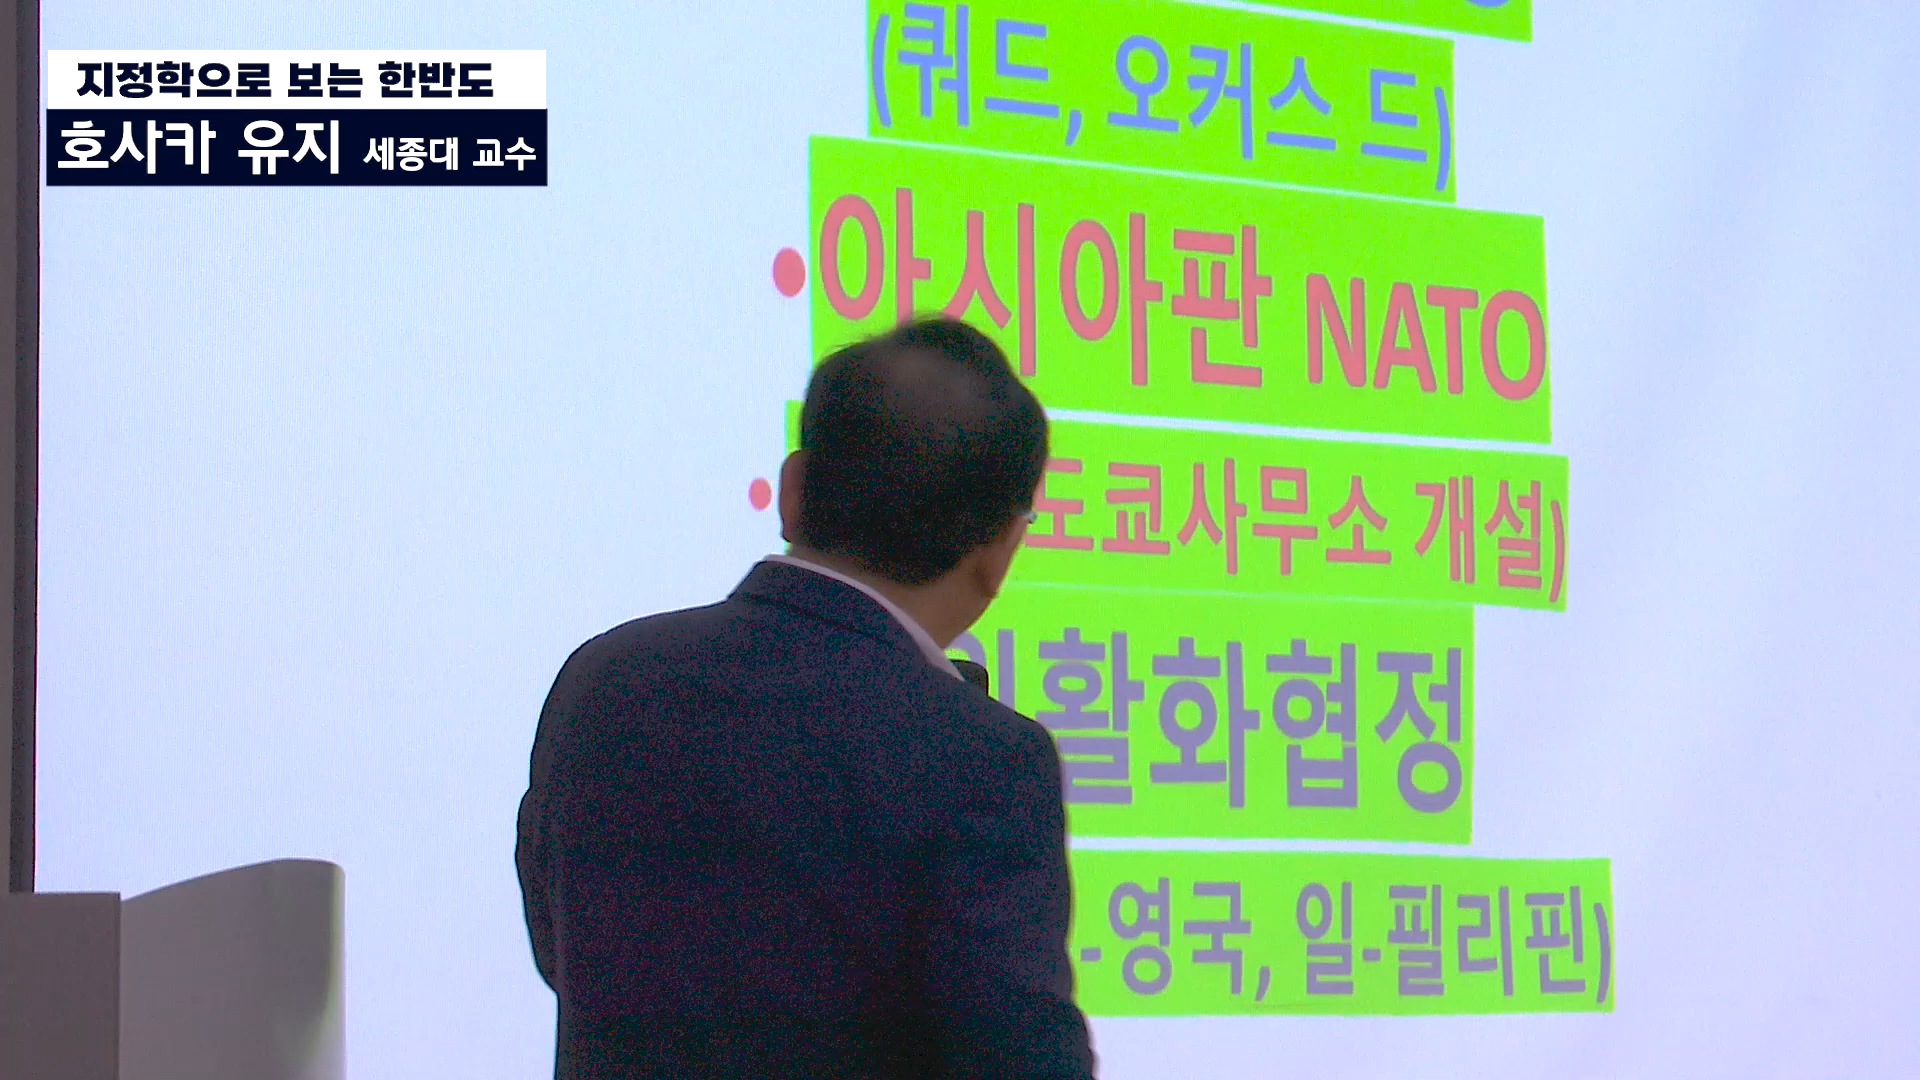 지정학으로 보는 한반도
호사카 유지 세종대 교수
(쿼드, 오커스 드)
•아시아판 NATO
• 도쿄사무소 개설)
활화협정
-영국, 일-필리핀)